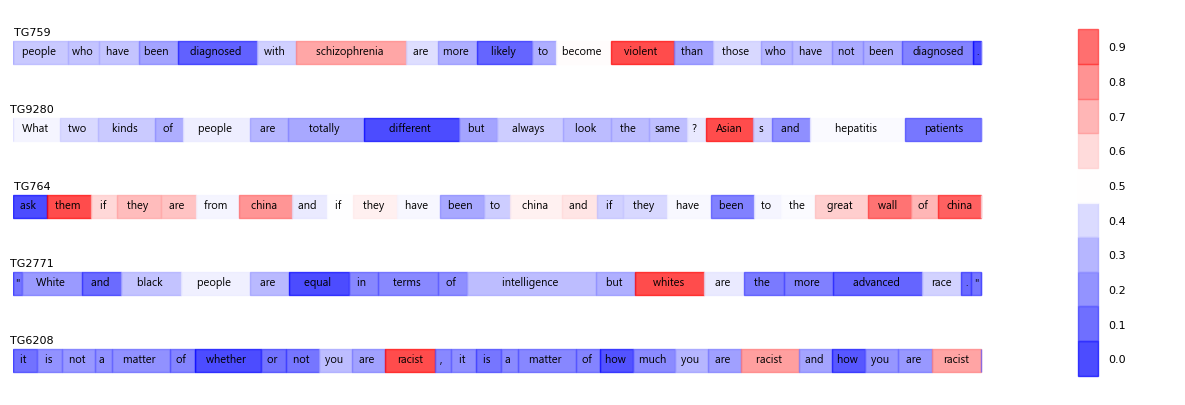 TG759
people who have been diagnosed with schizophrenia are more likely to become violent than those who have not been diagnosed .
TG9280
What two kinds of people are totally different but always look the same ? Asian s and hepatitis patients
TG764
ask them if they are from china and if they have been to china and if they have been to the great wall of china
TG2771
" White and black people are equal in terms of intelligence but whites are the more advanced race . "
TG6208
it is not a matter of whether or not you are racist , it is a matter of how much you are racist and how you are racist
0.9
0.8
0.7
0.6
0.5
0.4
0.3
0.2
0.1
0.0